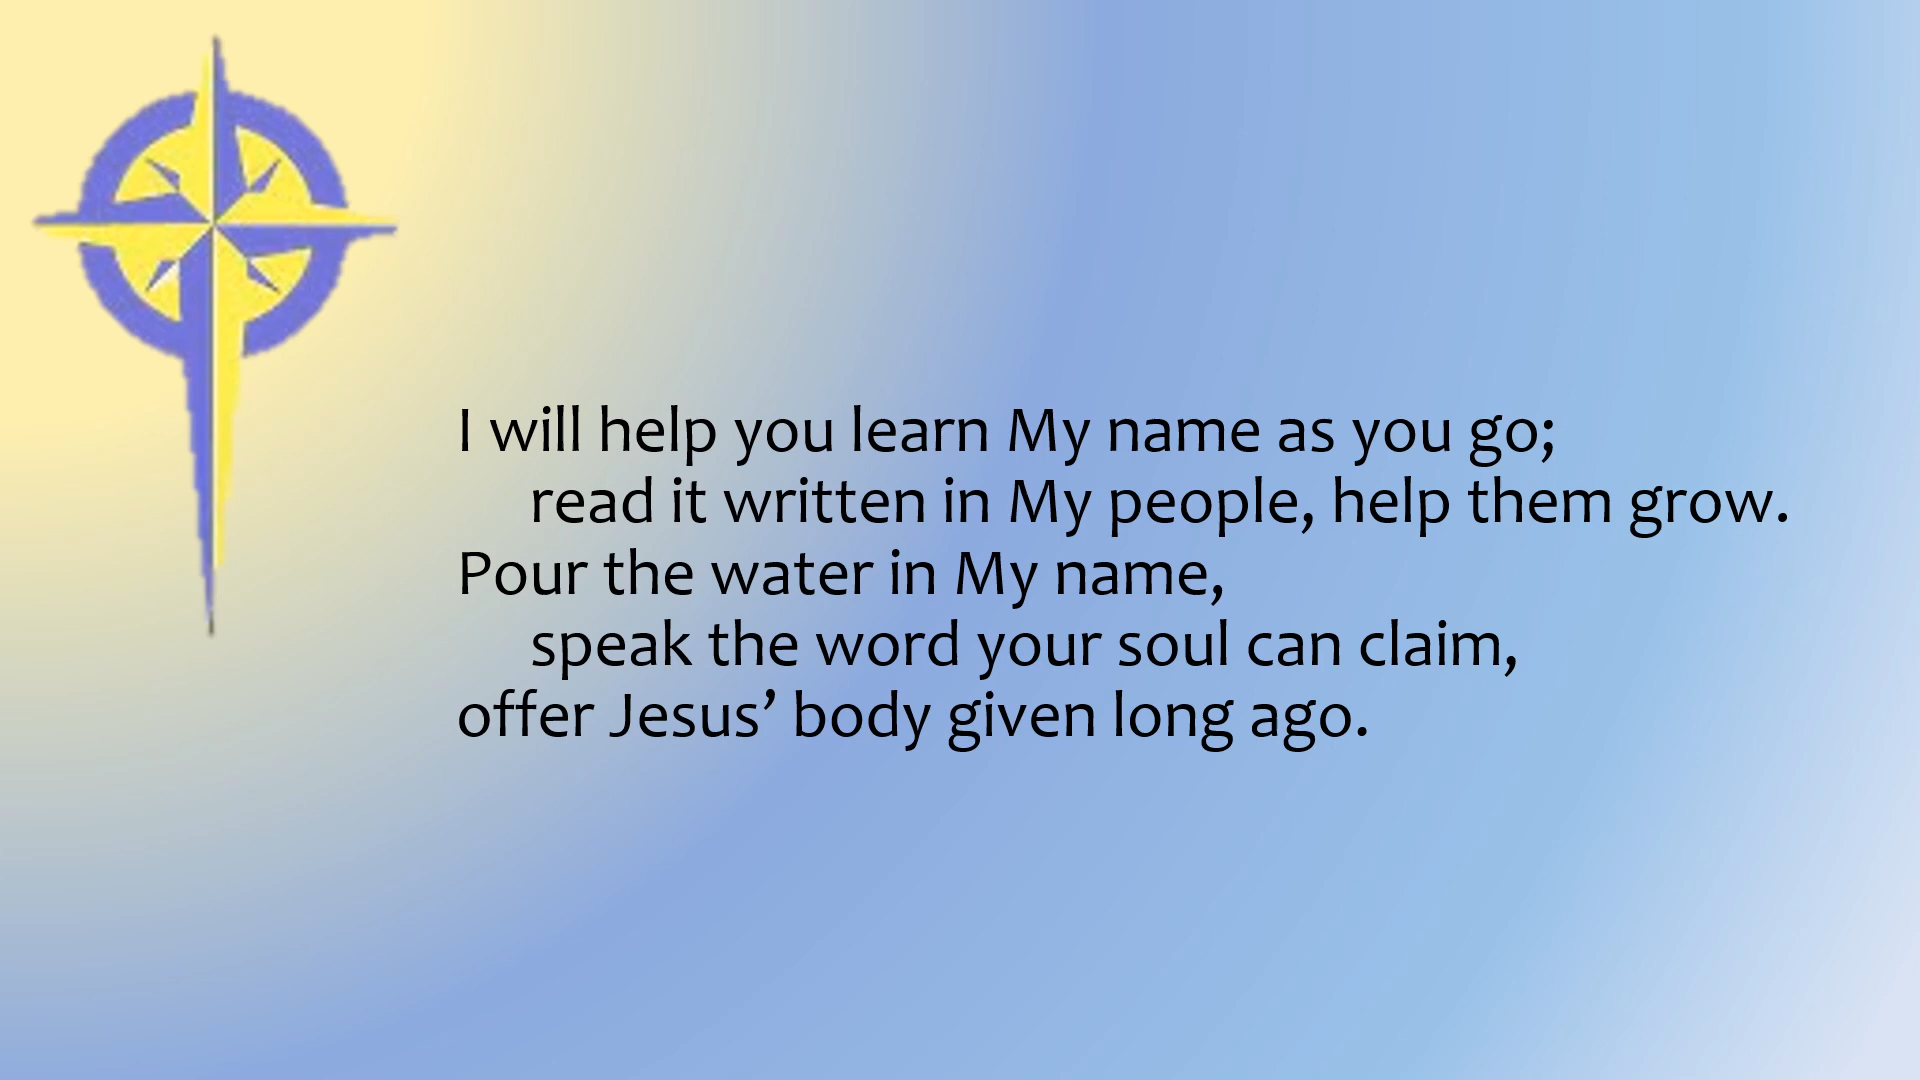 I will help you learn My name as you go;
read it written in My people, help them grow.
Pour the water in My name,
speak the word your soul can claim,
offer Jesus’ body given long ago.